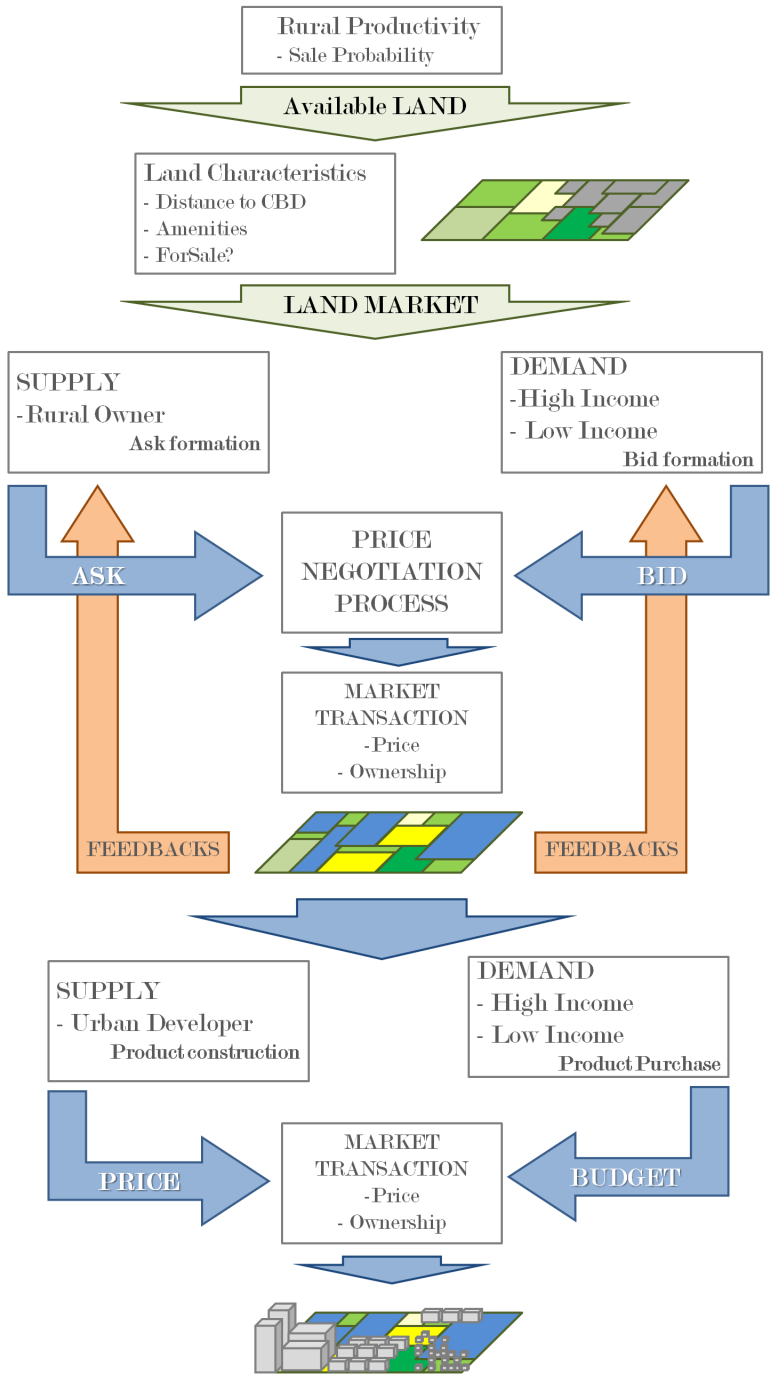 Rural Productivity
- Sale Probability
Available LAND
Land Characteristics
- Distance to CBD
- Amenities
- ForSale?
LAND MARKET
SUPPLY
-Rural Owner
Ask formation
DEMAND
-High Income
- Low Income
Bid formation
ASK
PRICE
NEGOTIATION
PROCESS
BID
MARKET
TRANSACTION
-Price
- Ownership
FEEDBACKS
FEEDBACKS
SUPPLY
- Urban Developer
Product construction
DEMAND
- High Income
- Low Income
Product Purchase
PRICE
MARKET
TRANSACTION
-Price
- Ownership
BUDGET